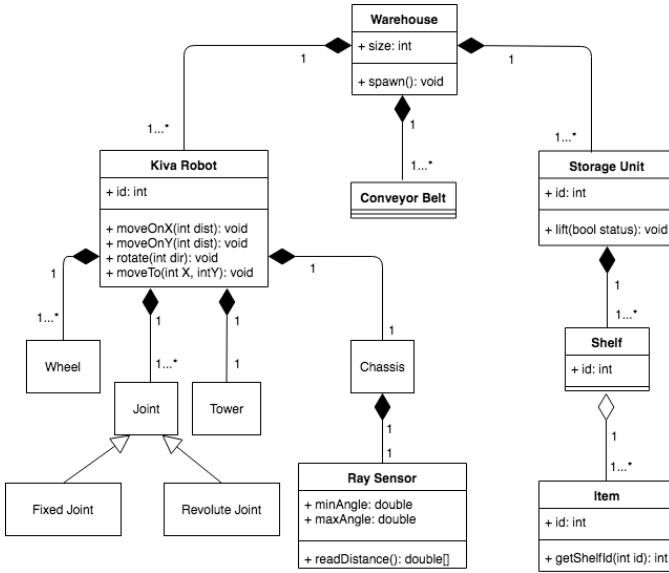 Warehouse
+ size: int
+ spawn(): void
1
1
1
1...*
1...*
1...*
Kiva Robot
+ id: int
+ moveOnX(int dist): void
+ moveOnY(int dist): void
+ rotate(int dir): void
+ moveTo(int X, intY): void
Conveyor Belt
Storage Unit
+ id: int
+ lift(bool status): void
1
1
1
1
1
1...*
1...*
1
1
1...*
Wheel
Joint
Tower
Chassis
Shelf
+ id: int
1
1
1
1...*
Fixed Joint
Revolute Joint
Ray Sensor
+ minAngle: double
+ maxAngle: double
+ readDistance(): double[]
Item
+ id: int
+ getShelfId(int id): int